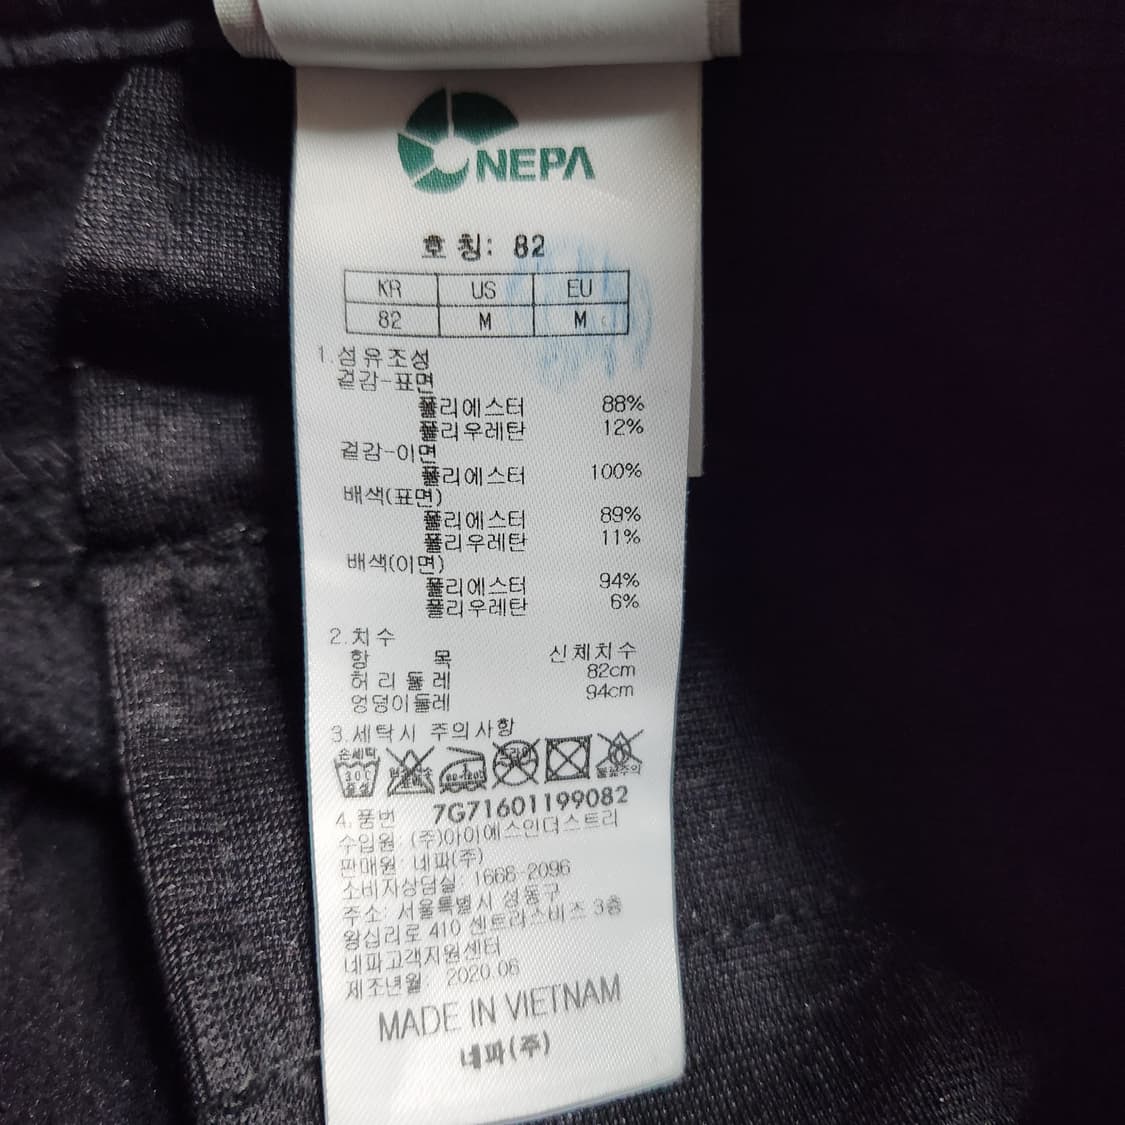 NEPA
호 칭: 82
KR US EU
82 M M
1.섬유조성
겉감-표면
폴리에스터 88%
폴리우레탄 12%
겉감-이면
폴리에스터 100%
배색(표면)
폴리에스터 89%
폴리우레탄 11%
배색(이면)
폴리에스터 94%
폴리우레탄 6%
2.치수
항 목 신체치수
허리둘레 82cm
엉덩이둘레 94cm
3.세탁시 주의사항
손세탁
30℃
중성
드라이
4.품번 7G71601199082
수입원: (주)아이에스인더스트리
판매원: 네파(주)
소비자상담실: 1668-2096
주소: 서울특별시 성동구
왕십리로 410 센트라스비즈 3층
네파고객지원센터
제조년월: 2020.06
MADE IN VIETNAM
네파(주)